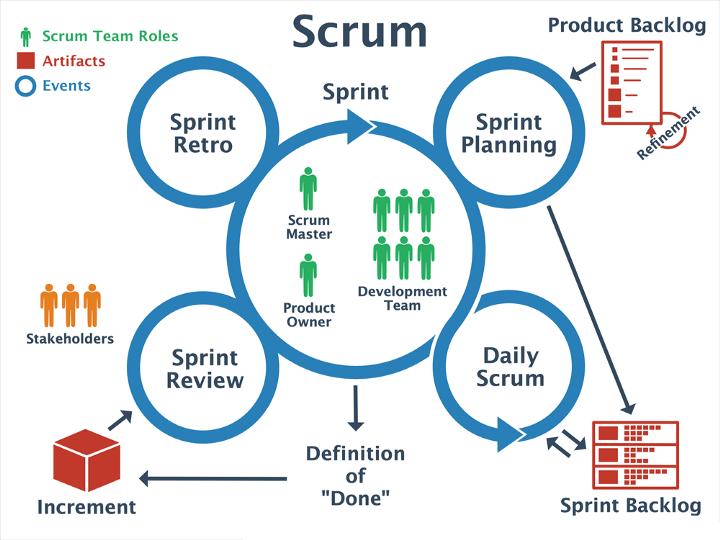 Scrum
Scrum Team Roles
Artifacts
Events
Product Backlog
Refinement
Sprint
Sprint
Retro
Sprint
Planning
Scrum
Master
Product
Owner
Development
Team
Stakeholders
Sprint
Review
Daily
Scrum
Definition
of
"Done"
Increment
Sprint Backlog